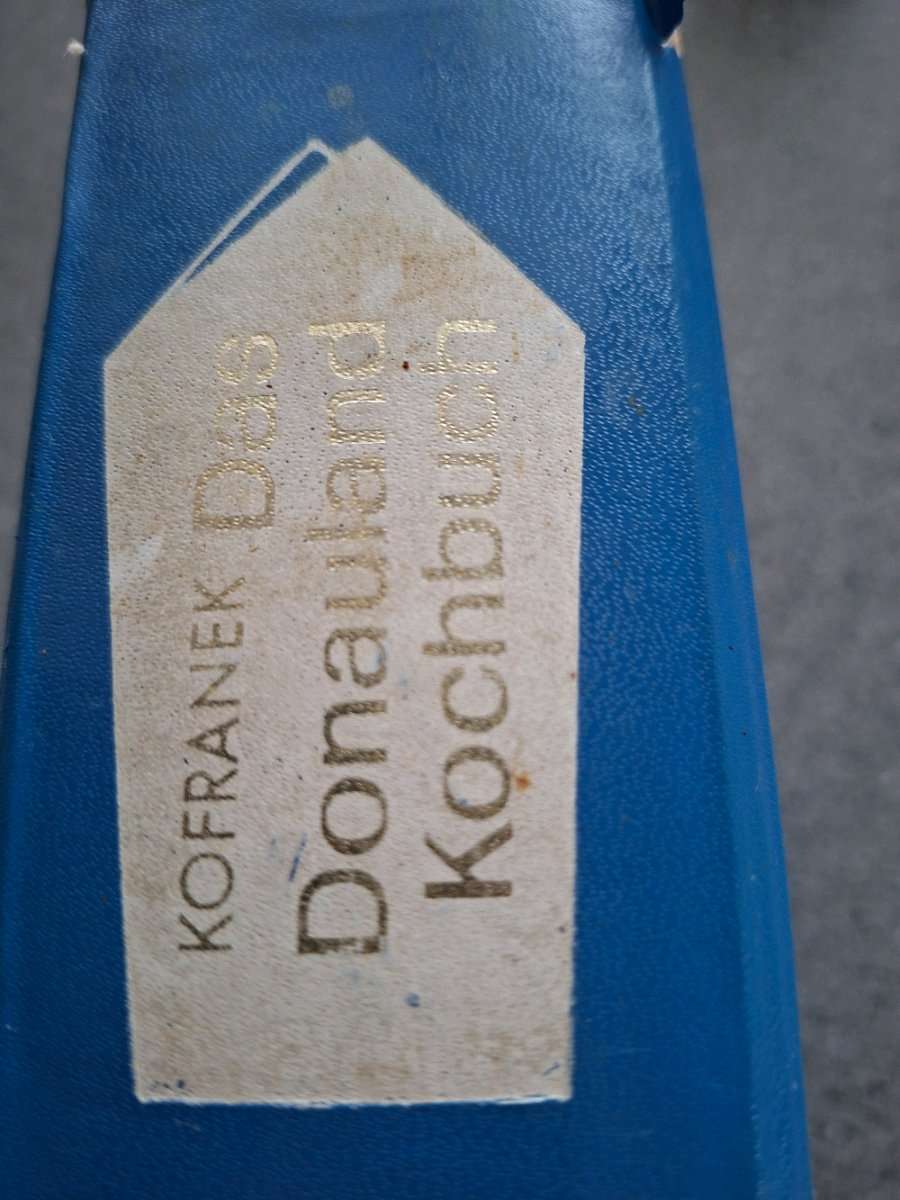 KOFRANEK Das
Donauland
Kochbuch